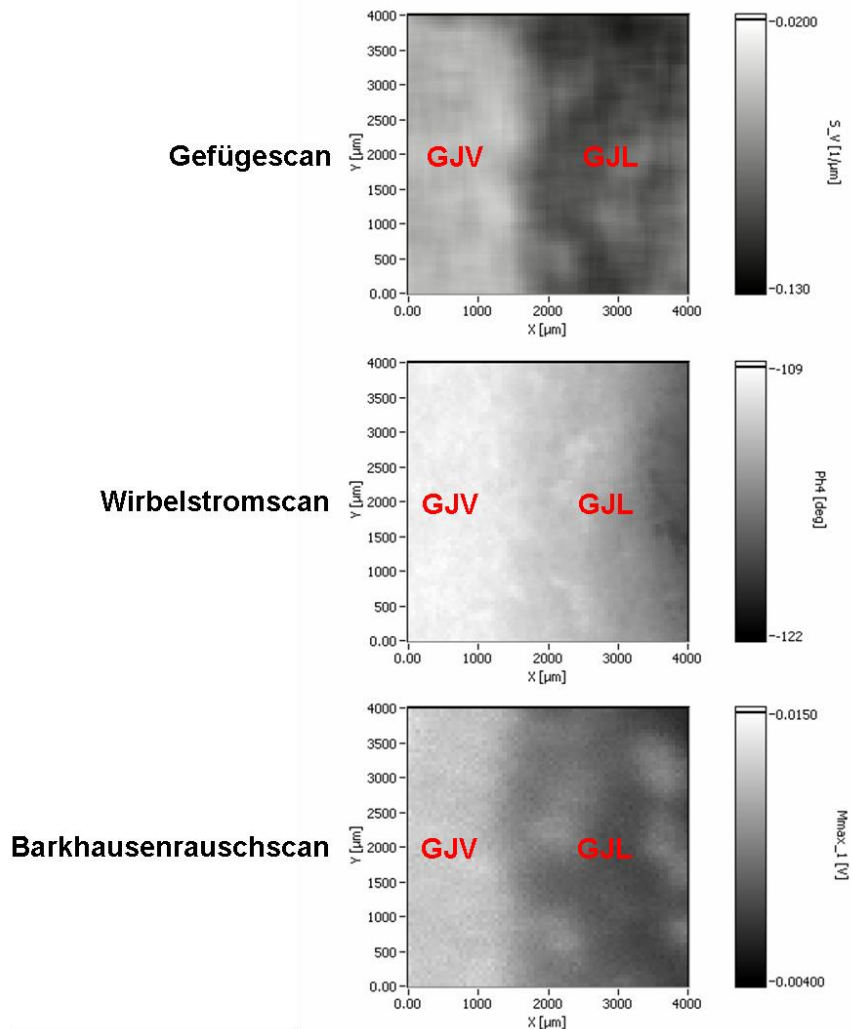 Gefügescan
4000
3500
3000
2500
2000
1500
1000
500
0.00
Y [µm]
GJV
GJL
0.00
1000
2000
3000
4000
X [µm]
0.0200
0.130
S_V [1/µm]
Wirbelstromscan
4000
3500
3000
2500
2000
1500
1000
500
0.00
Y [µm]
GJV
GJL
0.00
1000
2000
3000
4000
X [µm]
-109
-122
Ph4 [deg]
Barkhausenrauschscan
4000
3500
3000
2500
2000
1500
1000
500
0.00
Y [µm]
GJV
GJL
0.00
1000
2000
3000
4000
X [µm]
0.0150
0.00400
Mmax_1 [V]